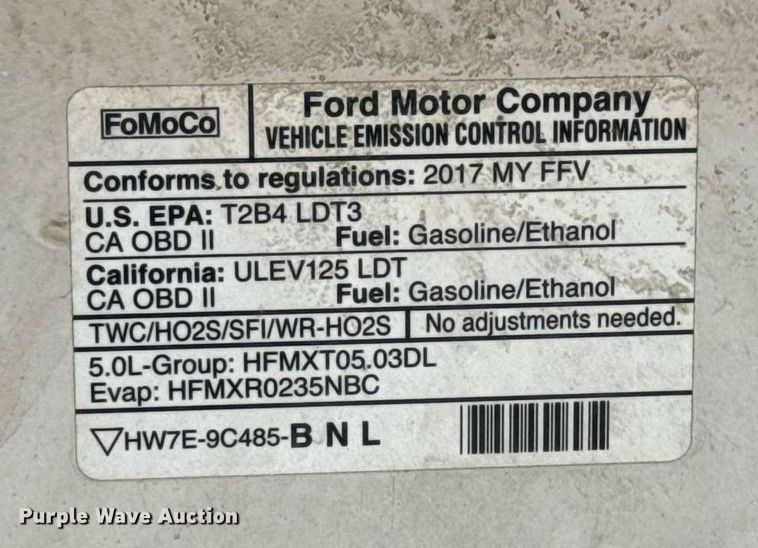 FoMoCo
Ford Motor Company
VEHICLE EMISSION CONTROL INFORMATION
Conforms to regulations: 2017 MY FFV
U.S. EPA: T2B4 LDT3
CA OBD II Fuel: Gasoline/Ethanol
California: ULEV125 LDT
CA OBD II Fuel: Gasoline/Ethanol
TWC/HO2S/SFI/WR-HO2S No adjustments needed.
5.0L-Group: HFMXT05.03DL
Evap: HFMXR0235NBC
▽HW7E-9C485-B N L
Purple Wave Auction